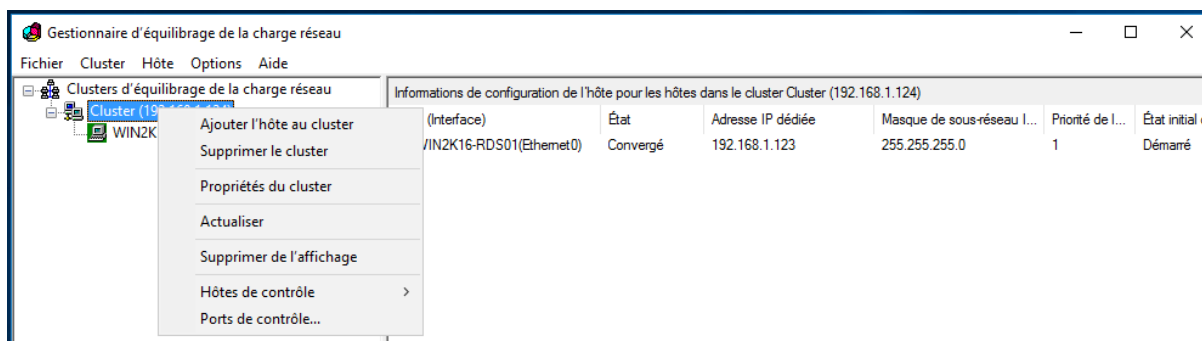 Gestionnaire d'équilibrage de la charge réseau
Fichier Cluster Hôte Options Aide
Clusters d'équilibrage de la charge réseau
Cluster (19
WIN2K
Ajouter l'hôte au cluster
Supprimer le cluster
Propriétés du cluster
Actualiser
Supprimer de l'affichage
Hôtes de contrôle
Ports de contrôle...
Informations de configuration de l'hôte pour les hôtes dans le cluster Cluster (192.168.1.124)
(Interface) État Adresse IP dédiée Masque de sous-réseau I... Priorité de l... État initial
WIN2K16-RDS01(Ethernet0) Convergé 192.168.1.123 255.255.255.0 1 Démarré